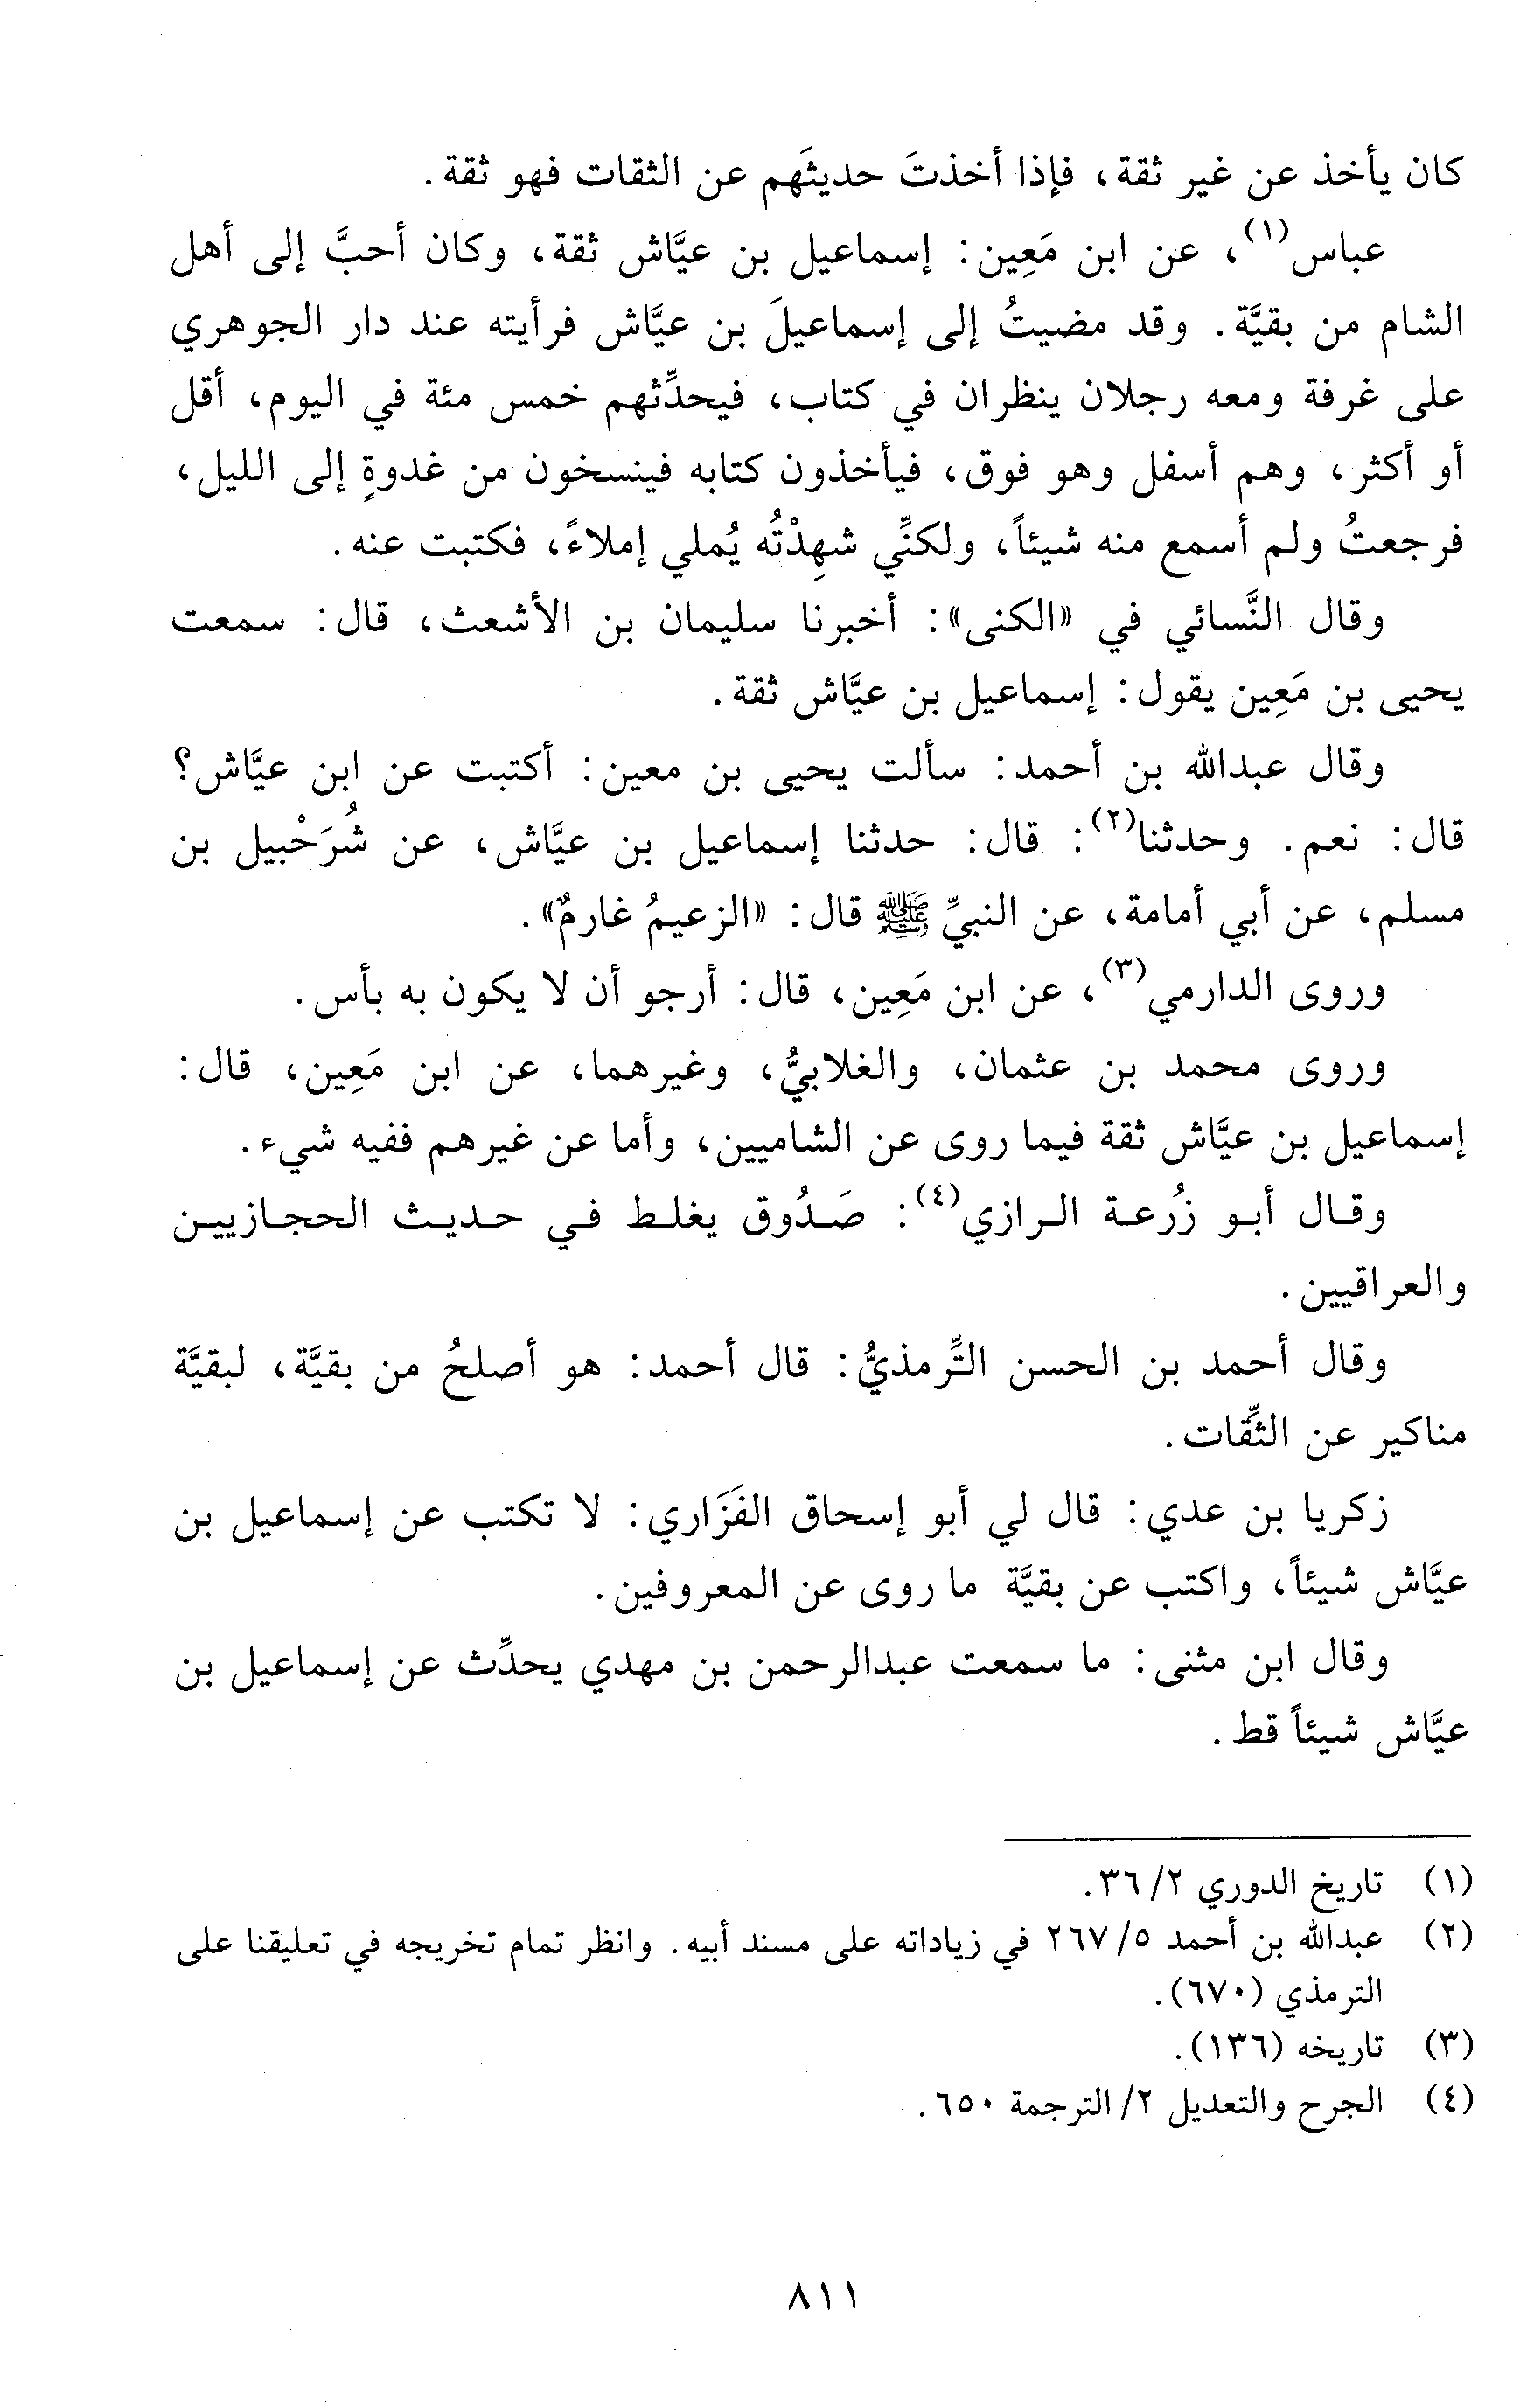 كان يأخذ عن غير ثقة، فإذا أخذتَ حديثَهم عن الثقات فهو ثقة.
عباس(١)، عن ابن مَعِين: إسماعيل بن عيَّاش ثقة، وكان أحبَّ إلى أهل
الشام من بقيَّة. وقد مضيتُ إلى إسماعيلَ بن عيَّاش فرأيته عند دار الجوهري
على غرفة ومعه رجلان ينظران في كتاب، فيحدِّثهم خمس مئة في اليوم، أقل
أو أكثر، وهم أسفل وهو فوق، فيأخذون كتابه فينسخون من غدوةٍ إلى الليل،
فرجعتُ ولم أسمع منه شيئاً، ولكنِّي شهِدْتُه يُملي إملاءً، فكتبت عنه.
وقال النَّسائي في «الكنى»: أخبرنا سليمان بن الأشعث، قال: سمعت
يحيى بن مَعِين يقول: إسماعيل بن عيَّاش ثقة.
وقال عبدالله بن أحمد: سألت يحيى بن معين: أكتبت عن ابن عيَّاش؟
قال: نعم. وحدثنا(٢): قال: حدثنا إسماعيل بن عيَّاش، عن شُرَحْبيل بن
مسلم، عن أبي أمامة، عن النبيِّ ﷺ قال: «الزعيمُ غارمٌ».
وروى الدارمي(٣)، عن ابن مَعِين، قال: أرجو أن لا يكون به بأس.
وروى محمد بن عثمان، والغلابيُّ، وغيرهما، عن ابن مَعِين، قال:
إسماعيل بن عيَّاش ثقة فيما روى عن الشاميين، وأما عن غيرهم ففيه شيء.
وقال أبو زُرعة الرازي(٤): صَدُوق يغلط في حديث الحجازيين
والعراقيين.
وقال أحمد بن الحسن التِّرمذيُّ: قال أحمد: هو أصلحُ من بقيَّة، لبقيَّة
مناكير عن الثِّقات.
زكريا بن عدي: قال لي أبو إسحاق الفَزَاري: لا تكتب عن إسماعيل بن
عيَّاش شيئاً، واكتب عن بقيَّة ما روى عن المعروفين.
وقال ابن مثنى: ما سمعت عبدالرحمن بن مهدي يحدِّث عن إسماعيل بن
عيَّاش شيئاً قط.
(١) تاريخ الدوري ٢/ ٣٦.
(٢) عبدالله بن أحمد ٥/ ٢٦٧ في زياداته على مسند أبيه. وانظر تمام تخريجه في تعليقنا على
الترمذي (٦٧٠).
(٣) تاريخه (١٣٦).
(٤) الجرح والتعديل ٢/ الترجمة ٦٥٠.
٨١١